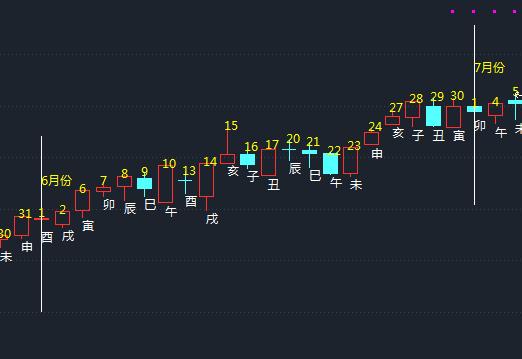 7月份
5
1
4
30
29
28
27
未
卯
午
寅
丑
子
亥
24
申
23
22
21
20
17
16
15
14
未
午
巳
辰
丑
子
亥
戌
13
10
9
8
7
6月份
6
酉
午
巳
辰
卯
寅
2
1
31
30
戌
酉
申
未